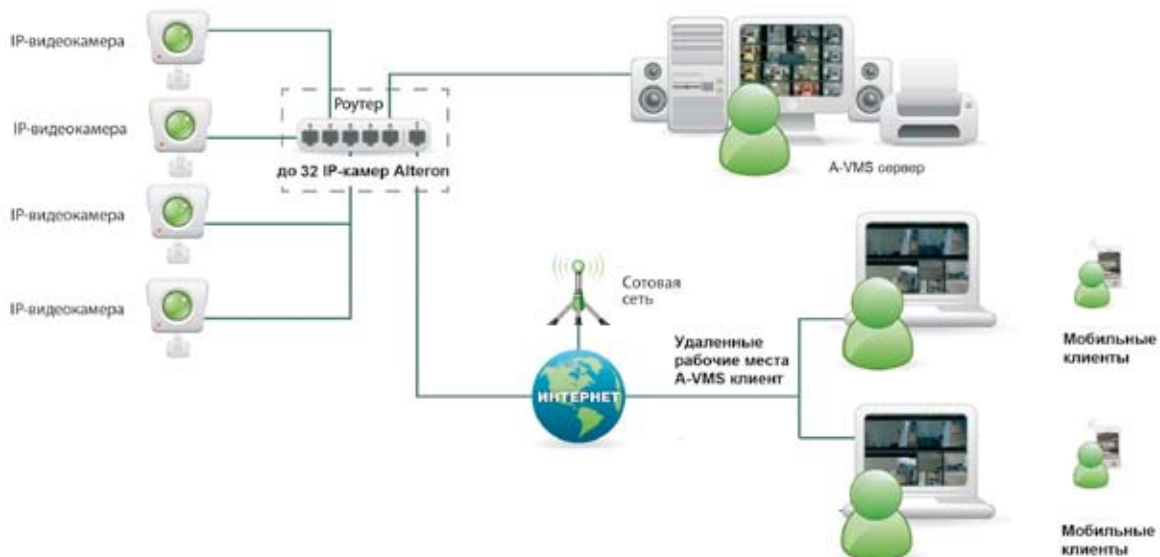 IP-видеокамера
IP-видеокамера
IP-видеокамера
IP-видеокамера
Роутер
до 32 IP-камер Alteron
A-VMS сервер
Сотовая
сеть
ИНТЕРНЕТ
Удаленные
рабочие места
A-VMS клиент
Мобильные
клиенты
Мобильные
клиенты